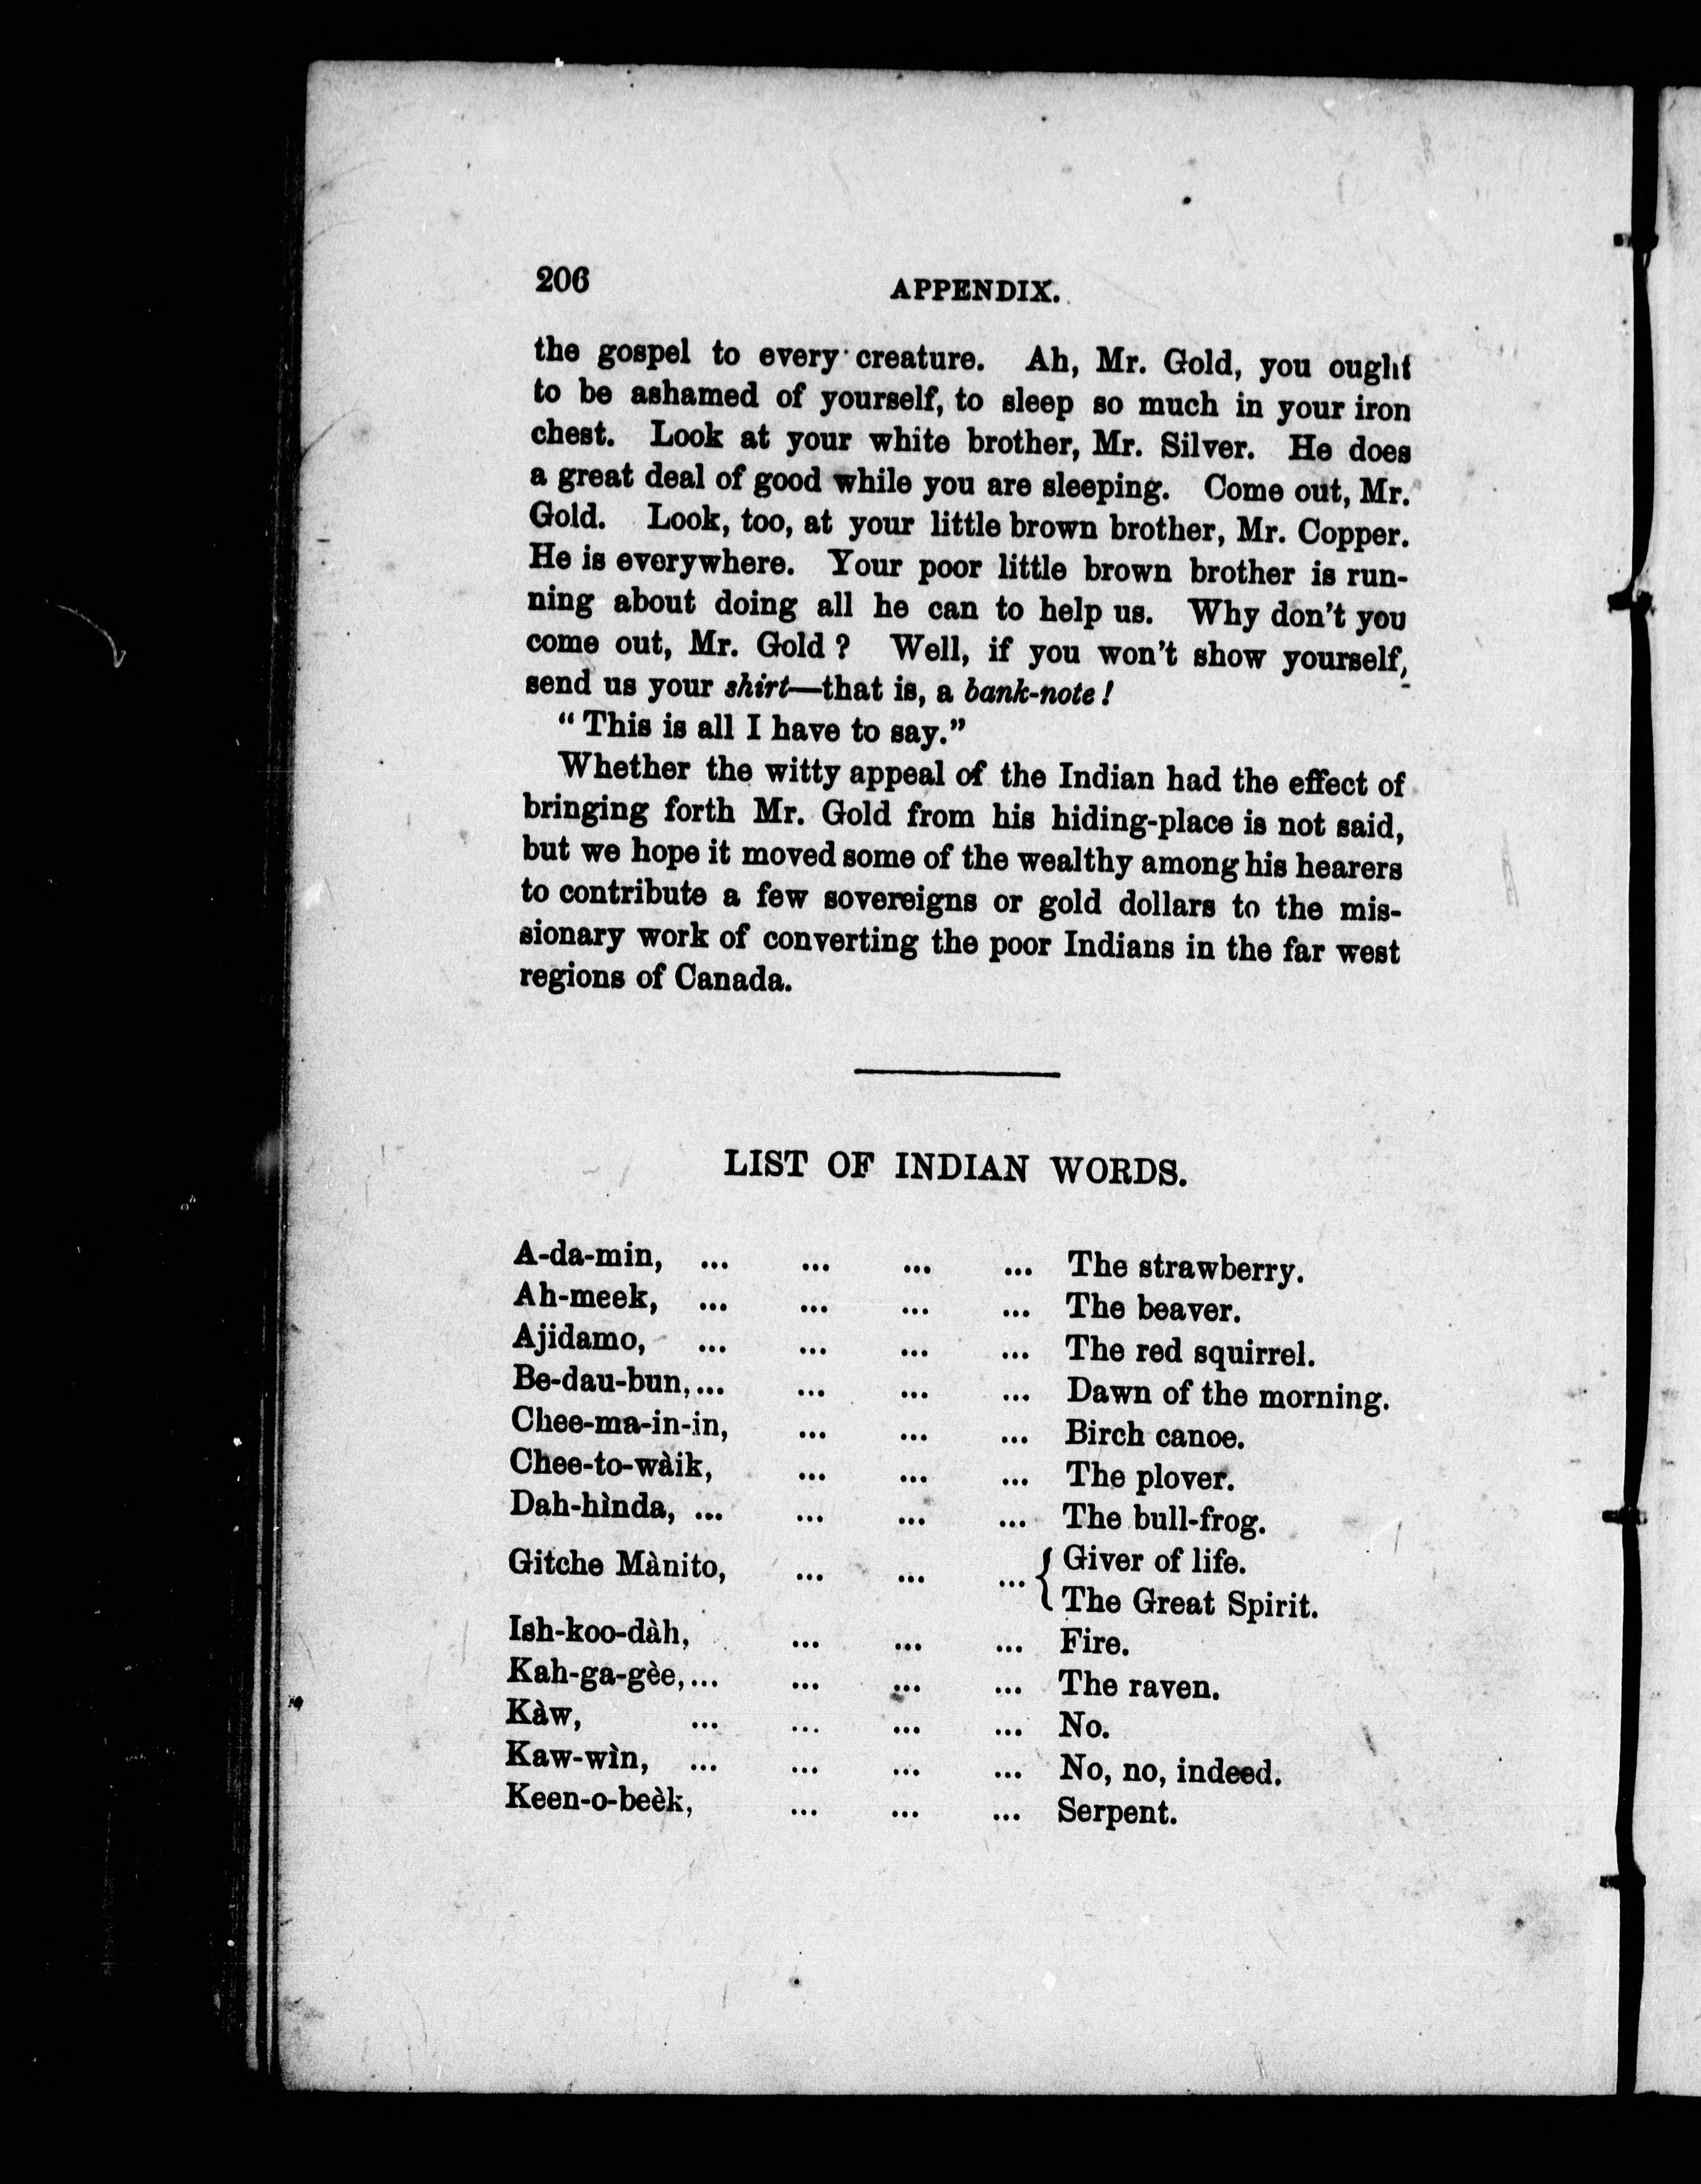 206
APPENDIX.
the gospel to every creature. Ah, Mr. Gold, you ought
to be ashamed of yourself, to sleep so much in your iron
chest. Look at your white brother, Mr. Silver. He does
a great deal of good while you are sleeping. Come out, Mr.
Gold. Look, too, at your little brown brother, Mr. Copper.
He is everywhere. Your poor little brown brother is run-
ning about doing all he can to help us. Why don't you
come out, Mr. Gold? Well, if you won't show yourself,
send us your shirt—that is, a bank-note!
"This is all I have to say."
Whether the witty appeal of the Indian had the effect of
bringing forth Mr. Gold from his hiding-place is not said,
but we hope it moved some of the wealthy among his hearers
to contribute a few sovereigns or gold dollars to the mis-
sionary work of converting the poor Indians in the far west
regions of Canada.
LIST OF INDIAN WORDS.
A-da-min, ... ... ... ... The strawberry.
Ah-meek, ... ... ... ... The beaver.
Ajidamo, ... ... ... ... The red squirrel.
Be-dau-bun, ... ... ... ... Dawn of the morning.
Chee-ma-in-in, ... ... ... Birch canoe.
Chee-to-wàik, ... ... ... The plover.
Dah-hìnda, ... ... ... ... The bull-frog.
Gitche Mànito, ... ... ... { Giver of life.
The Great Spirit.
Ish-koo-dàh, ... ... ... Fire.
Kah-ga-gèe, ... ... ... ... The raven.
Kàw, ... ... ... ... No.
Kaw-wìn, ... ... ... ... No, no, indeed.
Keen-o-beèk, ... ... ... Serpent.